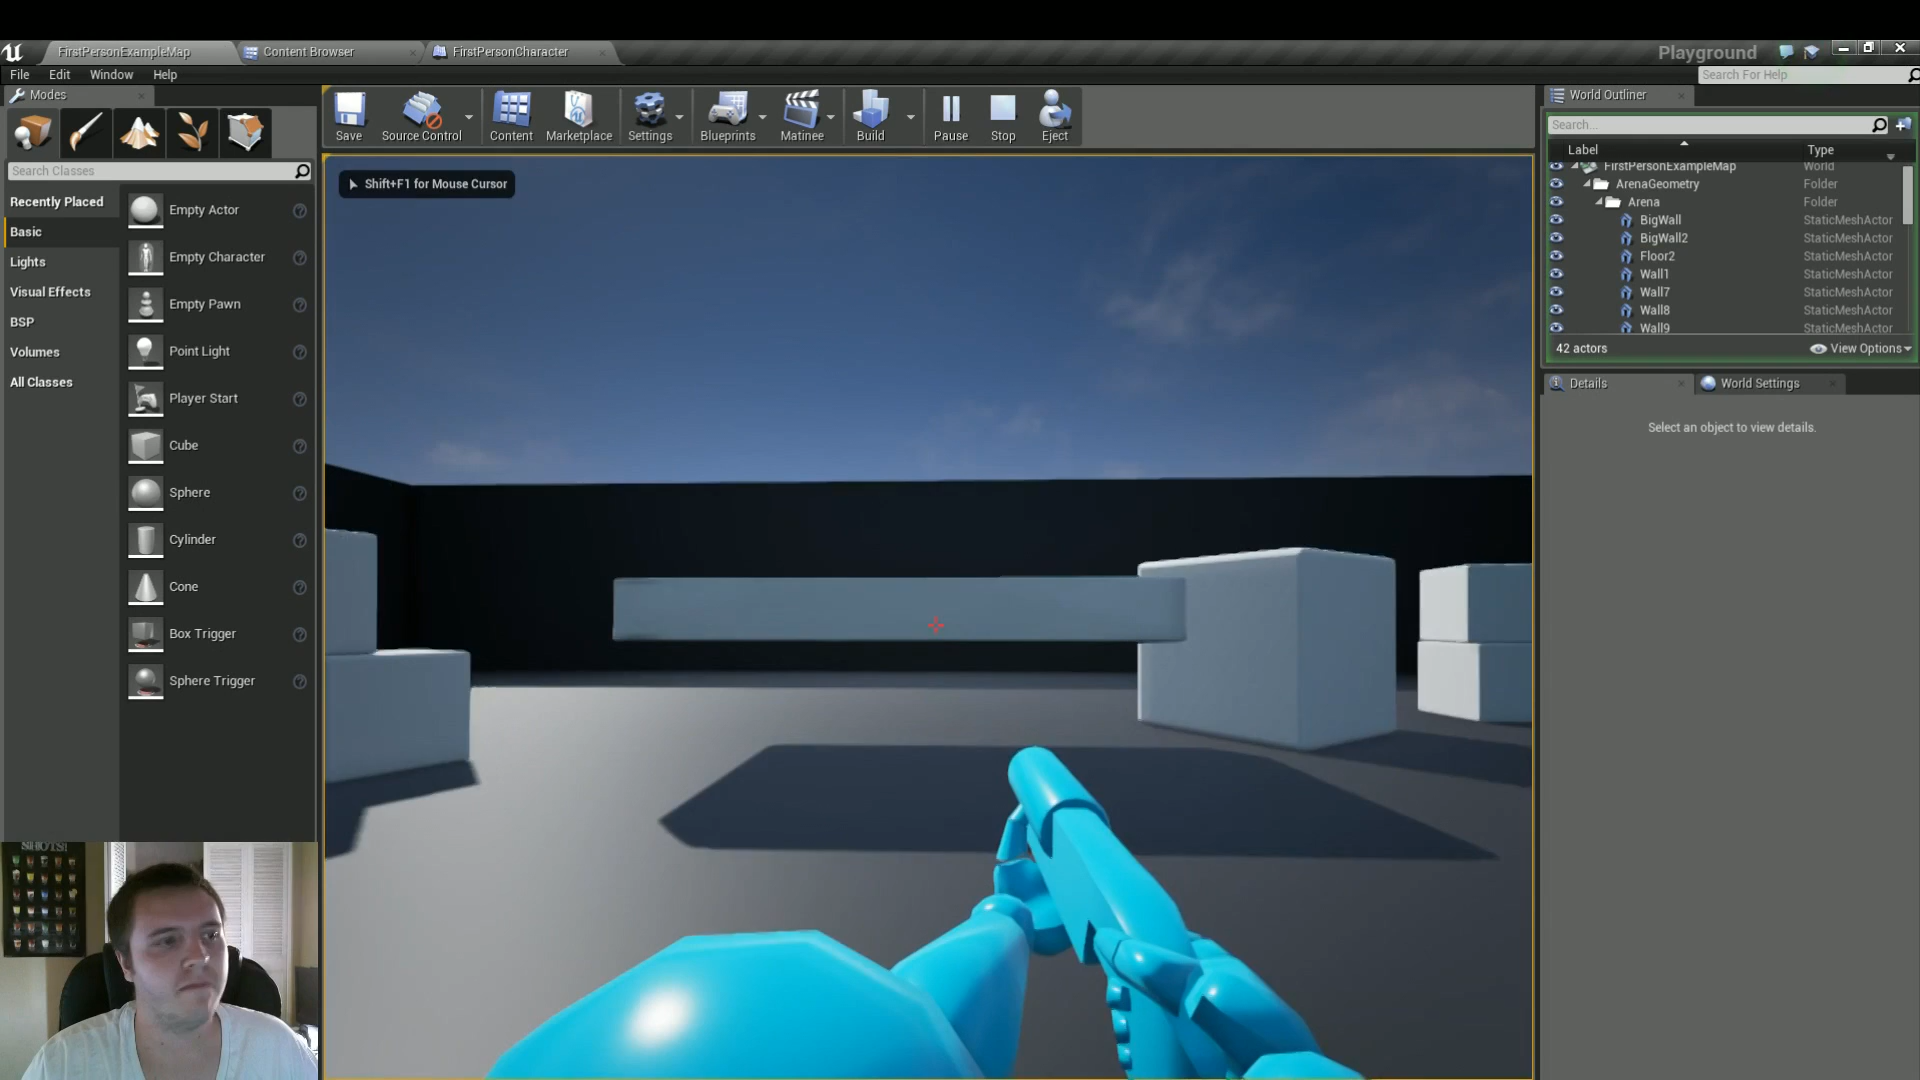 FirstPersonExampleMap
Content Browser
FirstPersonCharacter
Playground
File Edit Window Help
Search For Help
Modes
Search Classes
Recently Placed
Basic
Lights
Visual Effects
BSP
Volumes
All Classes
Empty Actor
Empty Character
Empty Pawn
Point Light
Player Start
Cube
Sphere
Cylinder
Cone
Box Trigger
Sphere Trigger
Save
Source Control
Content
Marketplace
Settings
Blueprints
Matinee
Build
Pause
Stop
Eject
Shift+F1 for Mouse Cursor
World Outliner
Search...
Label Type
FirstPersonExampleMap World
ArenaGeometry Folder
Arena Folder
BigWall StaticMeshActor
BigWall2 StaticMeshActor
Floor2 StaticMeshActor
Wall1 StaticMeshActor
Wall7 StaticMeshActor
Wall8 StaticMeshActor
Wall9 StaticMeshActor
42 actors View Options
Details
World Settings
Select an object to view details.
SHOTS!